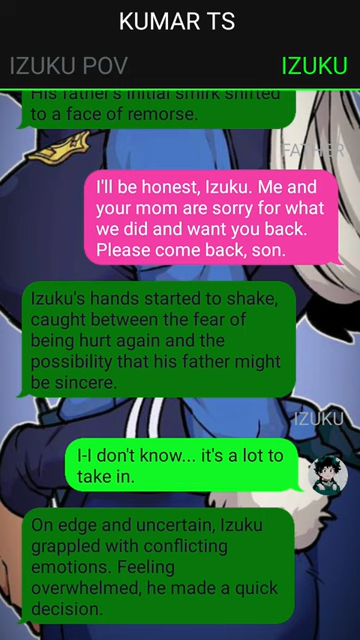 KUMAR TS
IZUKU POV
IZUKU
His father's initial smirk shifted
to a face of remorse.
FATHER
I'll be honest, Izuku. Me and
your mom are sorry for what
we did and want you back.
Please come back, son.
Izuku's hands started to shake,
caught between the fear of
being hurt again and the
possibility that his father might
be sincere.
IZUKU
I-I don't know... it's a lot to
take in.
On edge and uncertain, Izuku
grappled with conflicting
emotions. Feeling
overwhelmed, he made a quick
decision.